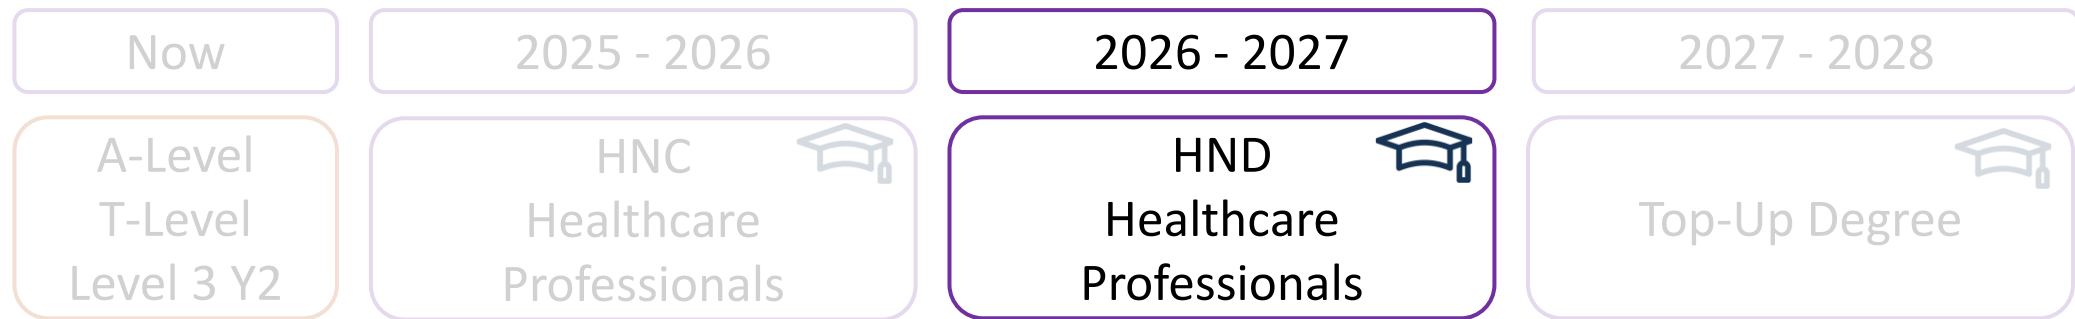 Now
2025 - 2026
2026 - 2027
2027 - 2028
A-Level
T-Level
Level 3 Y2
HNC
Healthcare
Professionals
HND
Healthcare
Professionals
Top-Up Degree